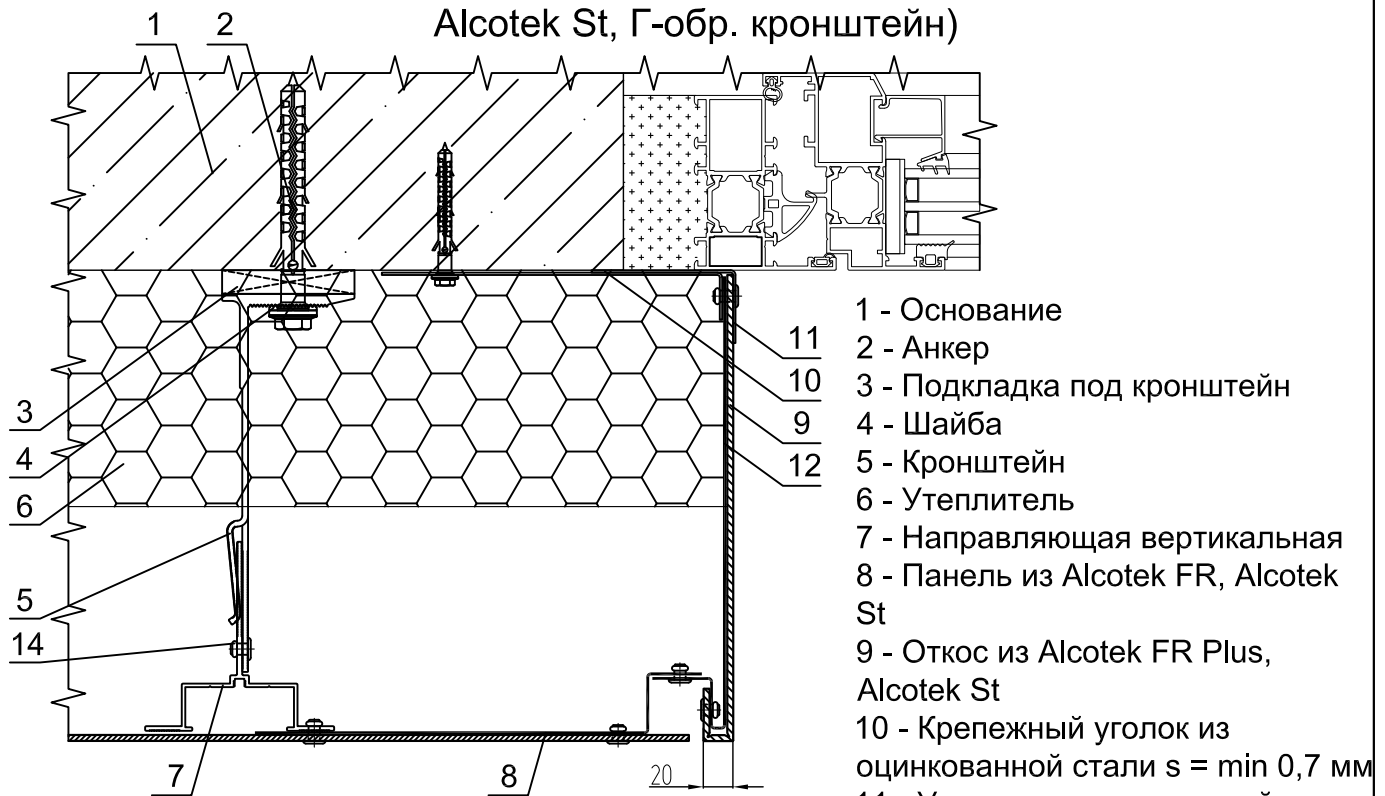 Alcotek St, Г-обр. кронштейн)
1
2
3
4
6
5
14
7
8
20
11
10
9
12
1 - Основание
2 - Анкер
3 - Подкладка под кронштейн
4 - Шайба
5 - Кронштейн
6 - Утеплитель
7 - Направляющая вертикальная
8 - Панель из Alcotek FR, Alcotek
St
9 - Откос из Alcotek FR Plus,
Alcotek St
10 - Крепежный уголок из
оцинкованной стали s = min 0,7 мм